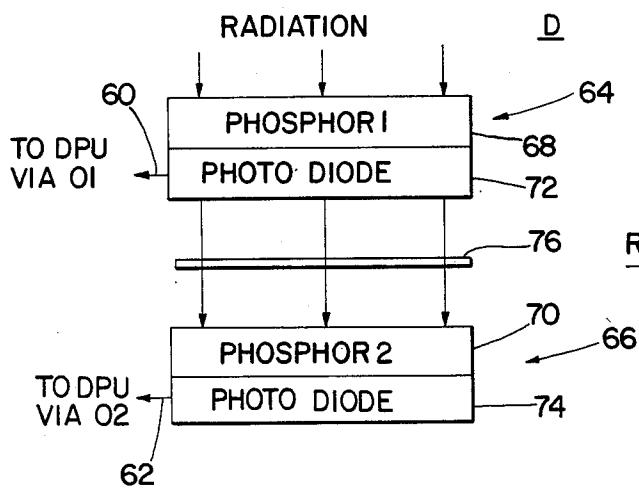 RADIATION
D
60
64
PHOSPHOR 1
68
TO DPU
VIA 01
PHOTO DIODE
72
76
R
70
PHOSPHOR 2
66
TO DPU
VIA 02
PHOTO DIODE
74
62